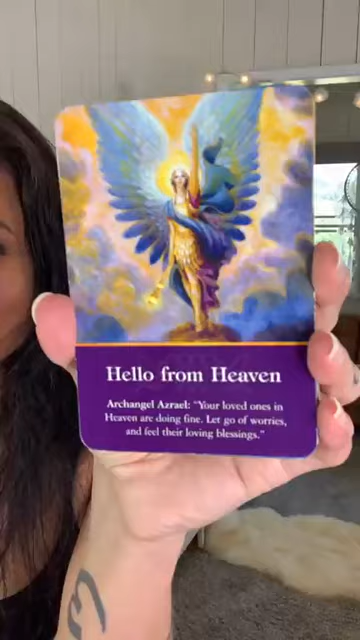 Hello from Heaven
Archangel Azrael: "Your loved ones in
Heaven are doing fine. Let go of worries,
and feel their loving blessings."